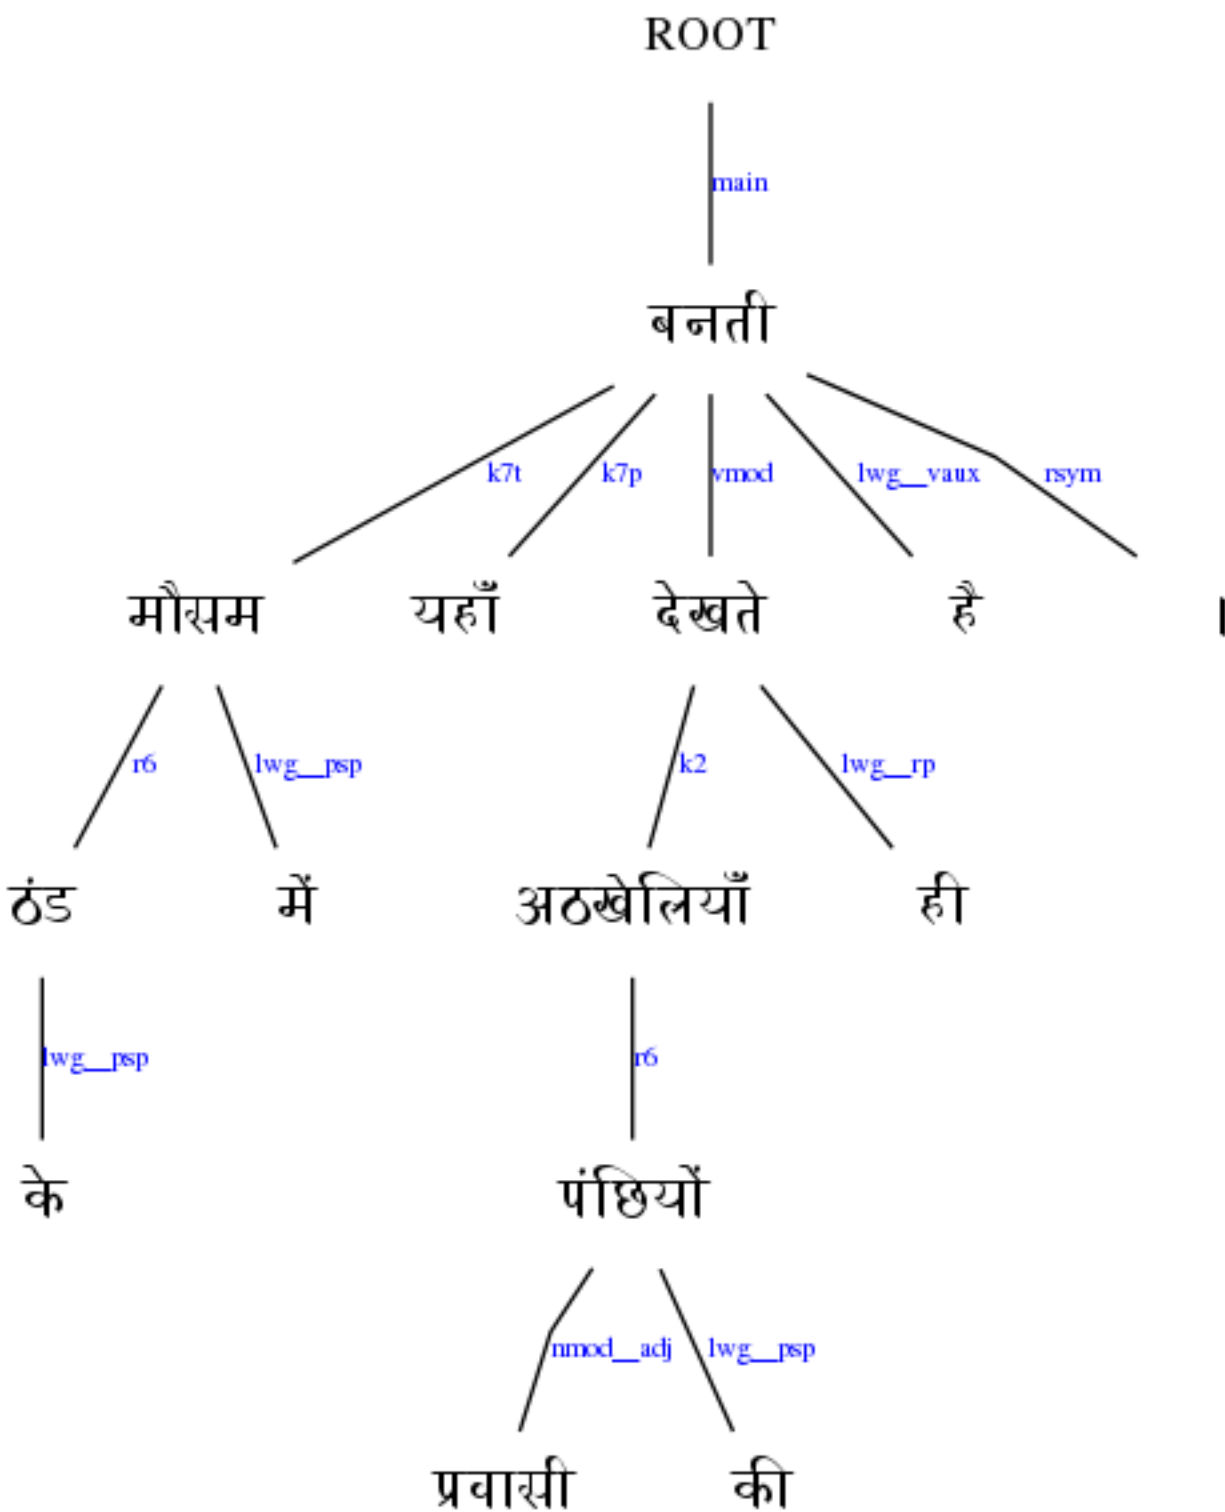 ROOT
main
बनती
k7t k7p vmod lwg__vaux rsym
मौसम यहाँ देखते है ।
r6 lwg__psp k2 lwg__rp
ठंड में अठखेलियाँ ही
lwg__psp r6
के पंछियों
nmod__adj lwg__psp
प्रवासी की